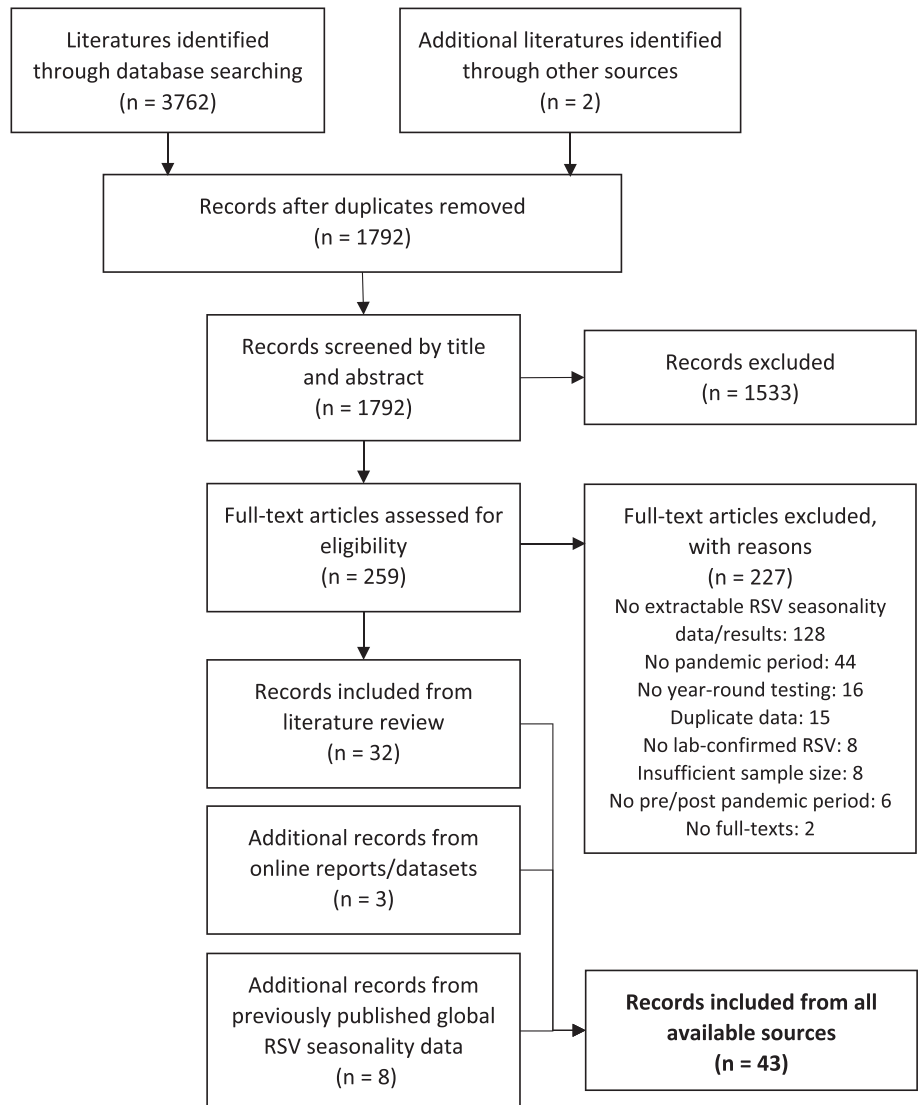 Literatures identified
through database searching
(n = 3762)
Additional literatures identified
through other sources
(n = 2)
Records after duplicates removed
(n = 1792)
Records screened by title
and abstract
(n = 1792)
Records excluded
(n = 1533)
Full-text articles assessed for
eligibility
(n = 259)
Full-text articles excluded,
with reasons
(n = 227)
No extractable RSV seasonality
data/results: 128
No pandemic period: 44
No year-round testing: 16
Duplicate data: 15
No lab-confirmed RSV: 8
Insufficient sample size: 8
No pre/post pandemic period: 6
No full-texts: 2
Records included from
literature review
(n = 32)
Additional records from
online reports/datasets
(n = 3)
Additional records from
previously published global
RSV seasonality data
(n = 8)
Records included from all
available sources
(n = 43)